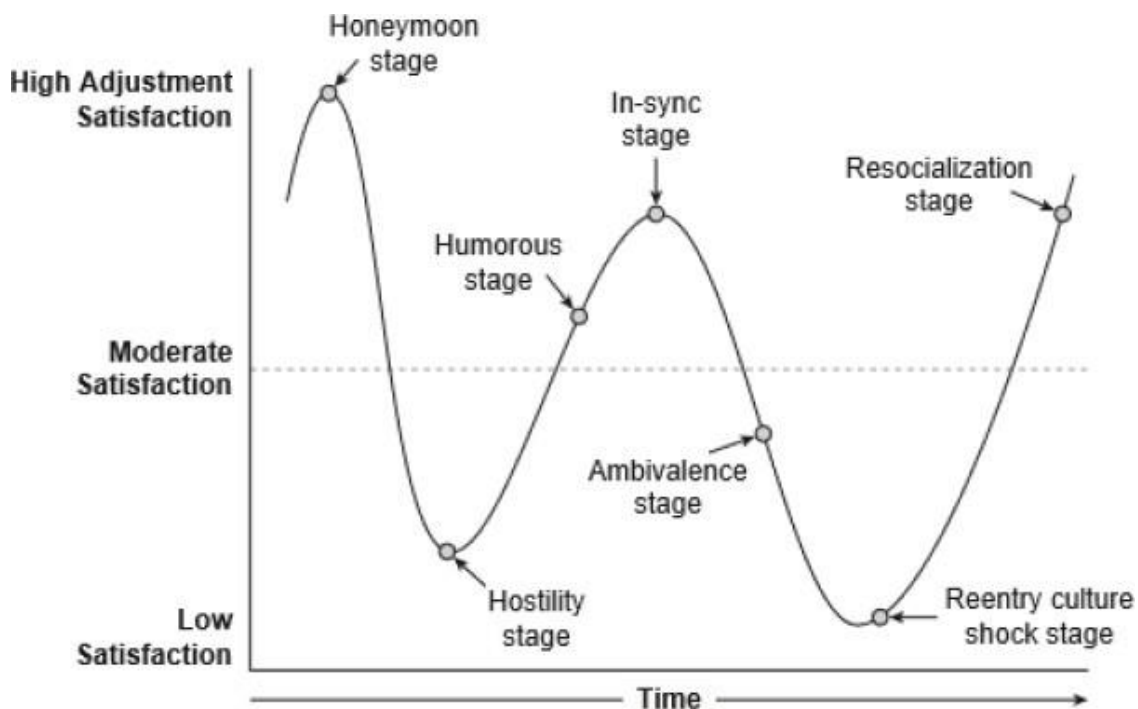 Honeymoon
stage
High Adjustment
Satisfaction
In-sync
stage
Resocialization
stage
Humorous
stage
Moderate
Satisfaction
Ambivalence
stage
Hostility
stage
Reentry culture
shock stage
Low
Satisfaction
Time